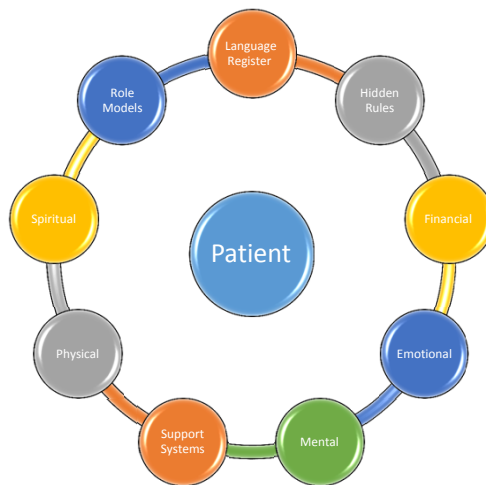 Language
Register
Hidden
Rules
Financial
Emotional
Mental
Support
Systems
Physical
Spiritual
Role
Models
Patient